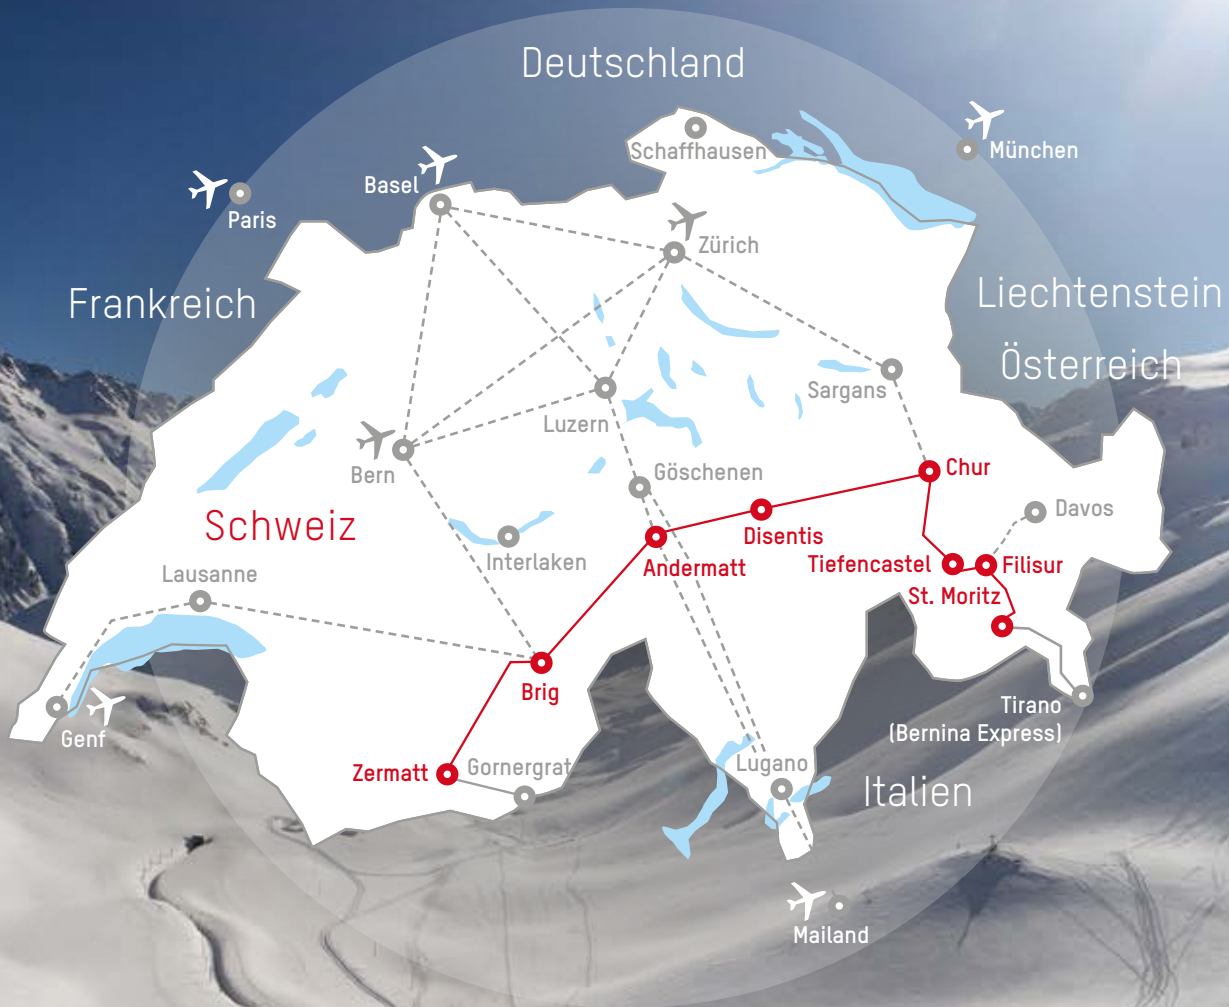 Deutschland
Schaffhausen
München
Basel
Paris
Zürich
Frankreich
Liechtenstein
Österreich
Sargans
Luzern
Bern
Göschenen
Chur
Schweiz
Davos
Disentis
Interlaken
Andermatt
Tiefencastel
Filisur
Lausanne
St. Moritz
Brig
Tirano
(Bernina Express)
Genf
Zermatt
Gornergrat
Lugano
Italien
Mailand